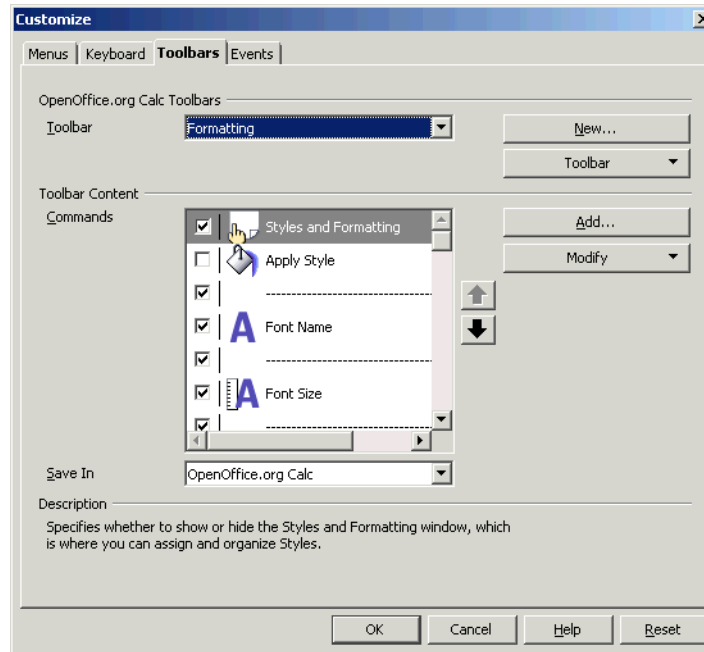 Customize
Menus Keyboard Toolbars Events
OpenOffice.org Calc Toolbars
Toolbar Formatting New...
Toolbar
Toolbar Content
Commands Styles and Formatting Add...
Apply Style Modify
Font Name
Font Size
Save In OpenOffice.org Calc
Description
Specifies whether to show or hide the Styles and Formatting window, which
is where you can assign and organize Styles.
OK Cancel Help Reset